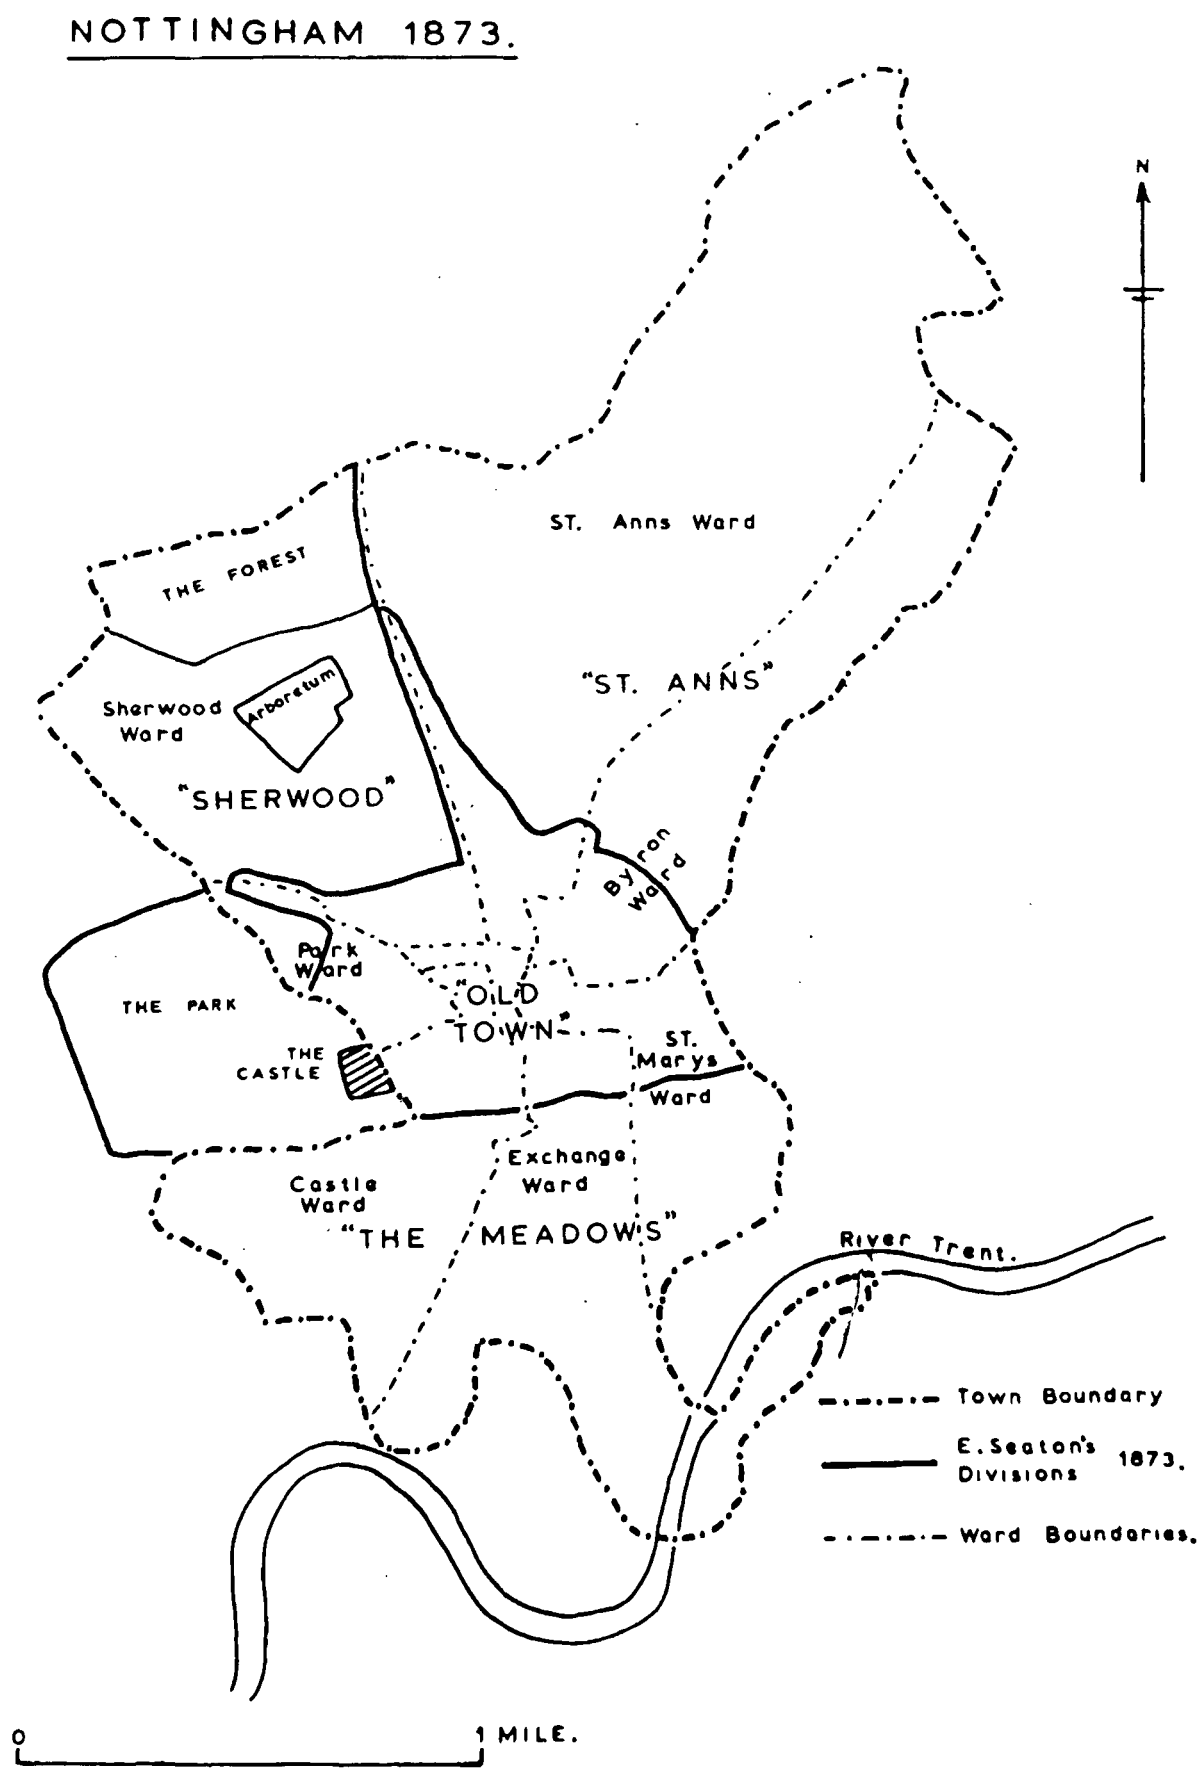 NOTTINGHAM 1873.
N
ST. Anns Ward
THE FOREST
"ST. ANNS"
Arboretum
Sherwood
Ward
"SHERWOOD"
Byron
Ward
Park
Ward
THE PARK
"OLD
TOWN"
THE
CASTLE
ST.
Marys
Ward
Exchange
Ward
Castle
Ward
"THE MEADOWS"
River Trent.
Town Boundary
E. Seaton's
Divisions 1873.
Ward Boundaries.
0 1 MILE.